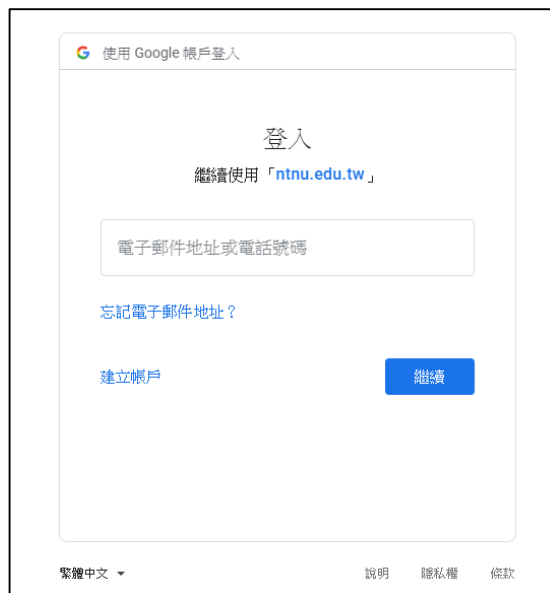 使用 Google 帳戶登入
登入
繼續使用「ntnu.edu.tw」
電子郵件地址或電話號碼
忘記電子郵件地址？
建立帳戶 繼續
繁體中文 說明 隱私權 條款